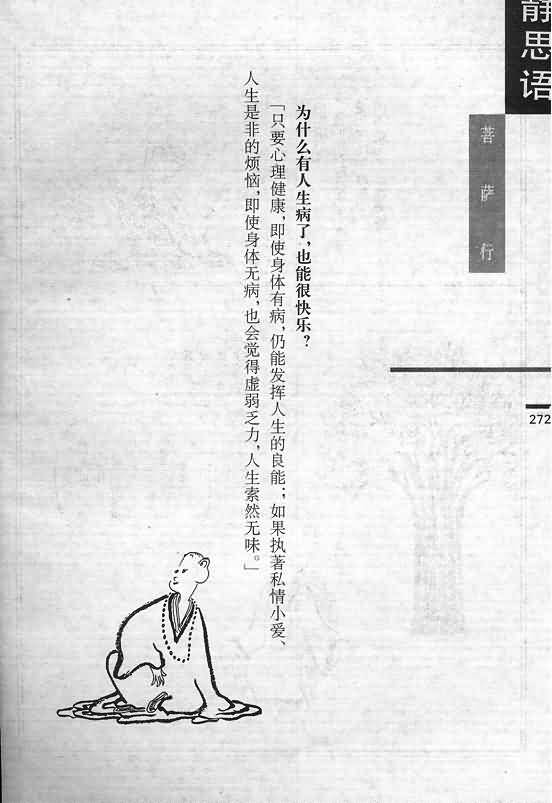 静思语
菩萨行
272
为什么有人生病了，也能很快乐？
「只要心理健康，即使身体有病，仍能发挥人生的良能；如果执著私情小爱、
人生是非的烦恼，即使身体无病，也会觉得虚弱乏力，人生索然无味。」